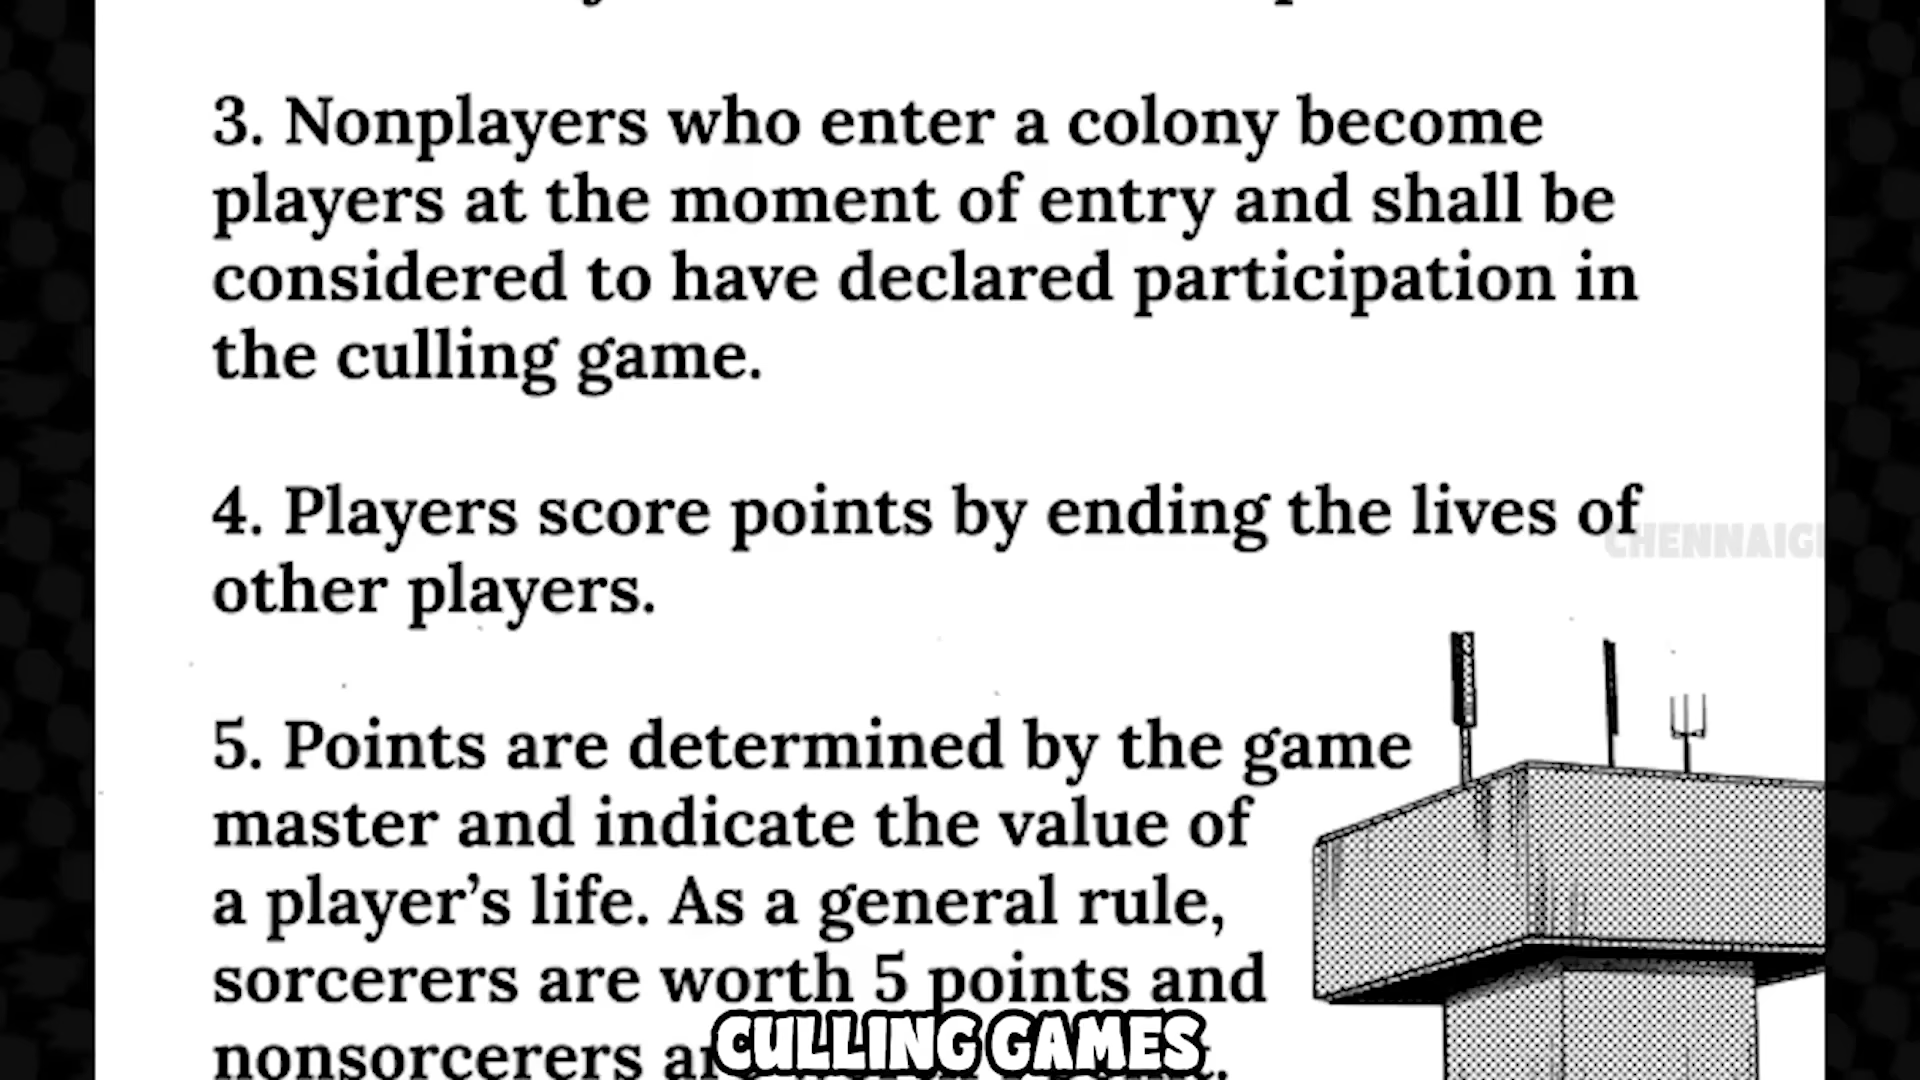 3. Nonplayers who enter a colony become
players at the moment of entry and shall be
considered to have declared participation in
the culling game.
4. Players score points by ending the lives of
CHENNAIG
other players.
5. Points are determined by the game
master and indicate the value of
a player's life. As a general rule,
sorcerers are worth 5 points and
nonsorcerers
CULLING GAMES